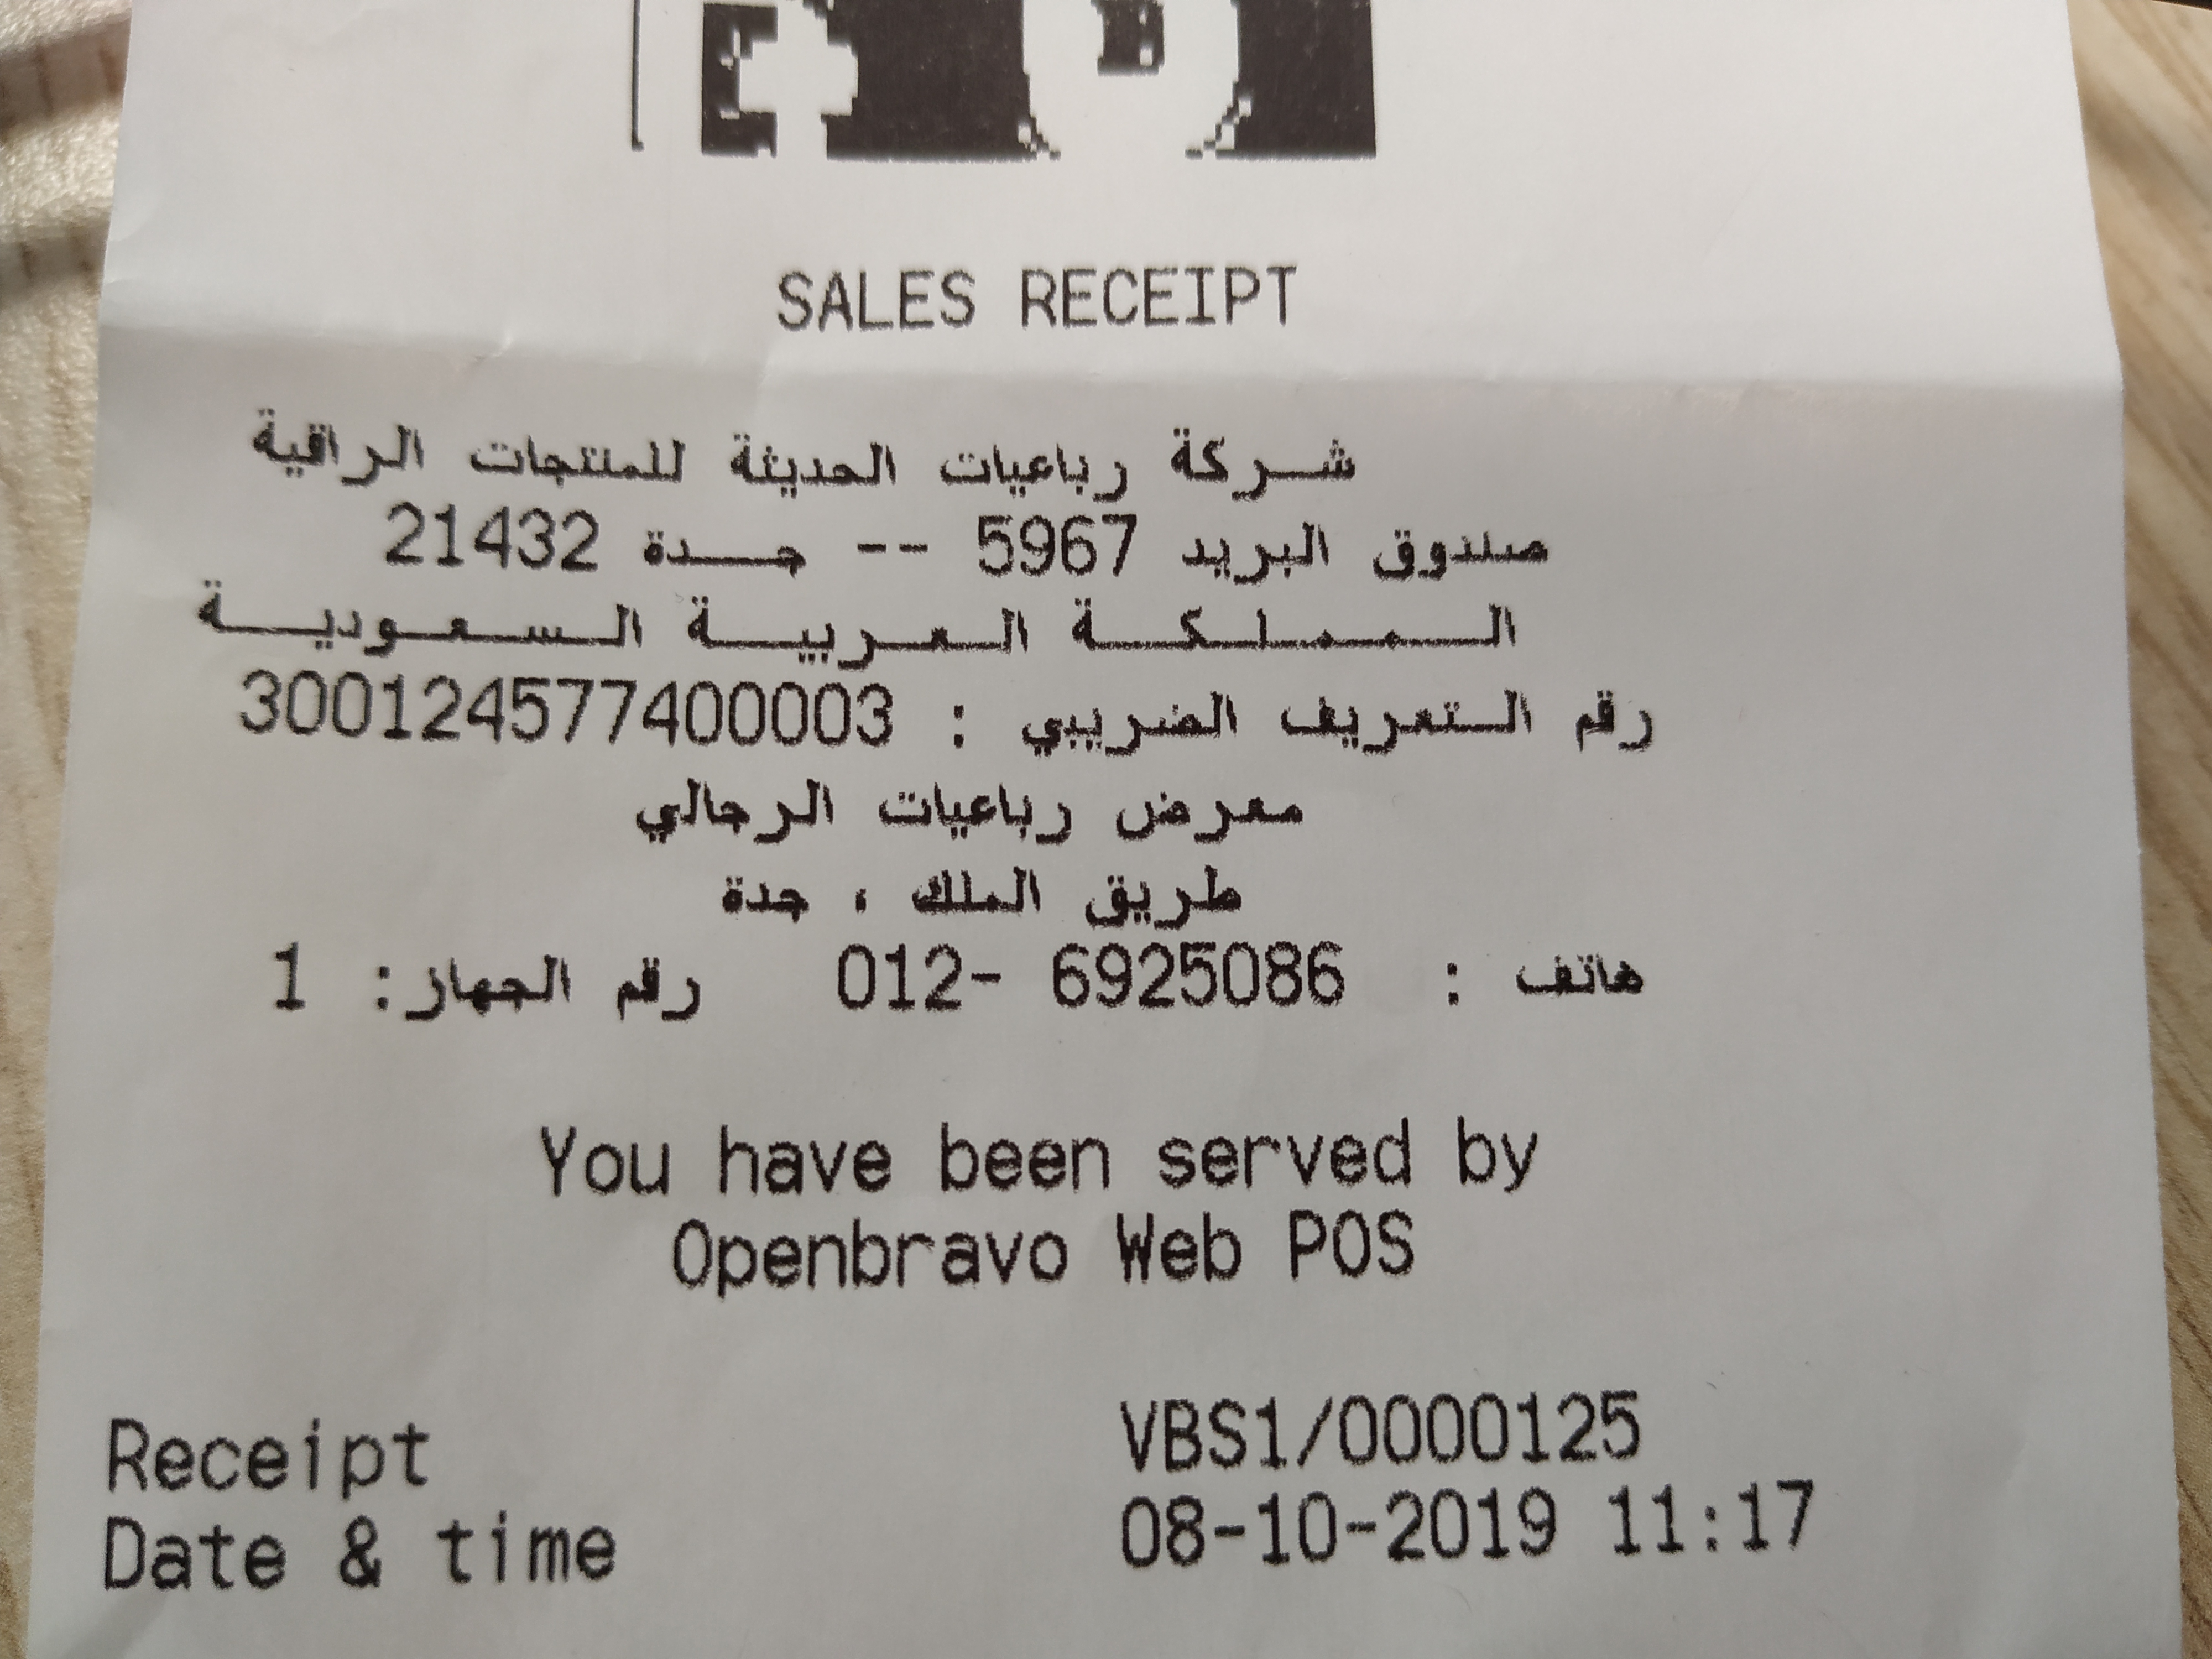 SALES RECEIPT
شركة رباعيات الحديثة للمنتجات الراقية
صندوق البريد 5967 -- جدة 21432
المملكة العربية السعودية
رقم التعريف الضريبي : 300124577400003
معرض رباعيات الرجالي
طريق الملك ، جدة
هاتف : 012- 6925086 رقم الجهاز: 1
You have been served by
Openbravo Web POS
Receipt VBS1/0000125
Date & time 08-10-2019 11:17